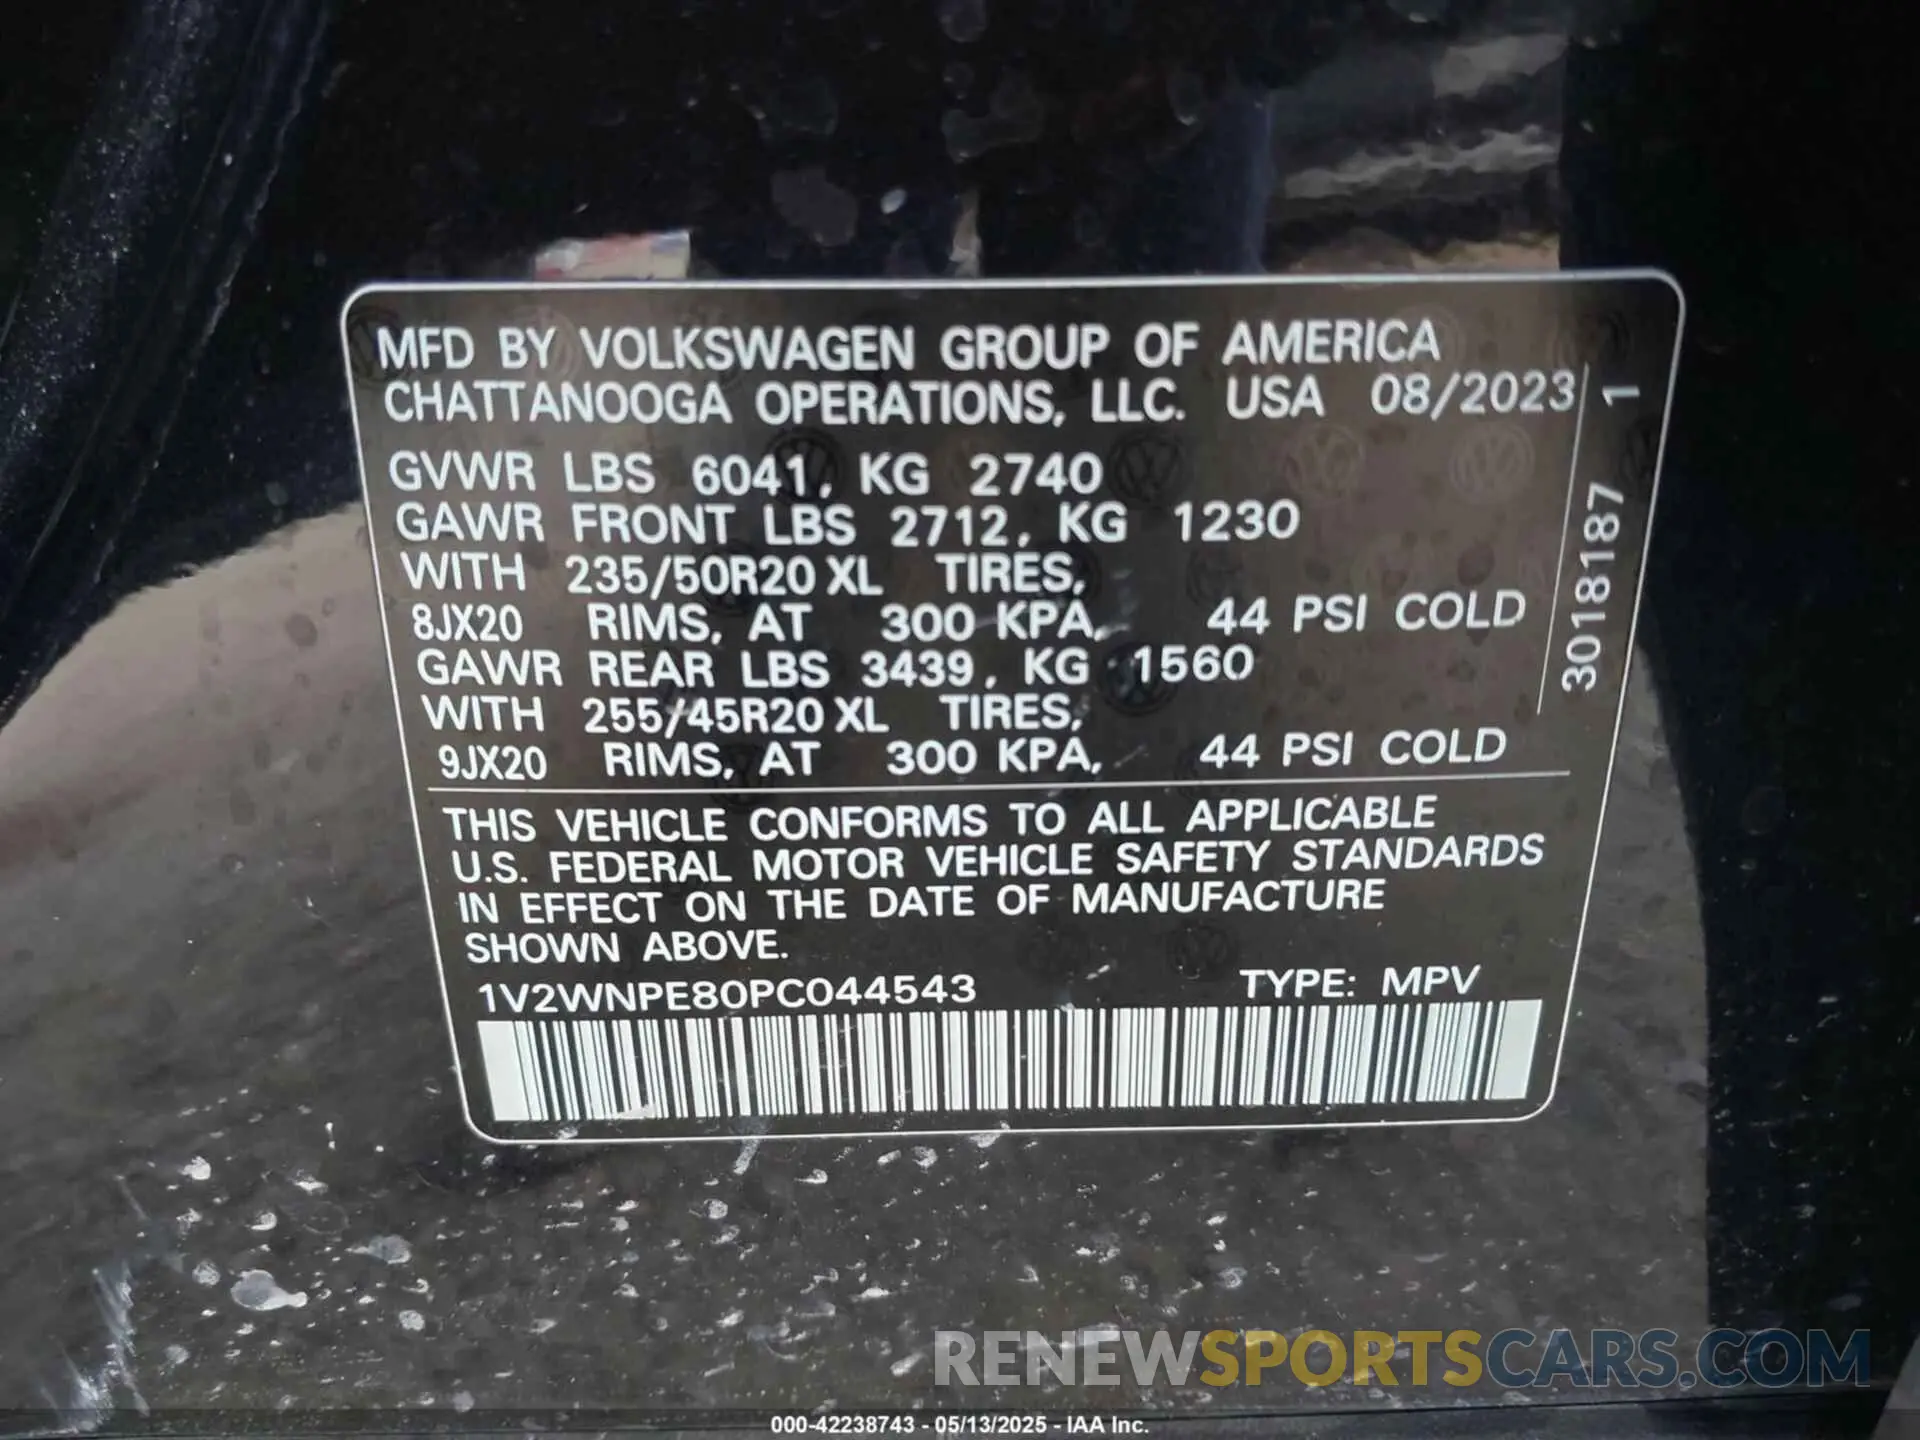 MFD BY VOLKSWAGEN GROUP OF AMERICA
CHATTANOOGA OPERATIONS, LLC. USA 08/2023
GVWR LBS 6041, KG 2740
GAWR FRONT LBS 2712, KG 1230
WITH 235/50R20 XL TIRES,
8JX20 RIMS, AT 300 KPA, 44 PSI COLD
GAWR REAR LBS 3439, KG 1560
WITH 255/45R20 XL TIRES,
9JX20 RIMS, AT 300 KPA, 44 PSI COLD
3018187 1
THIS VEHICLE CONFORMS TO ALL APPLICABLE
U.S. FEDERAL MOTOR VEHICLE SAFETY STANDARDS
IN EFFECT ON THE DATE OF MANUFACTURE
SHOWN ABOVE.
1V2WNPE80PC044543 TYPE: MPV
RENEWSPORTSCARS.COM
000-42238743 - 05/13/2025 - IAA Inc.